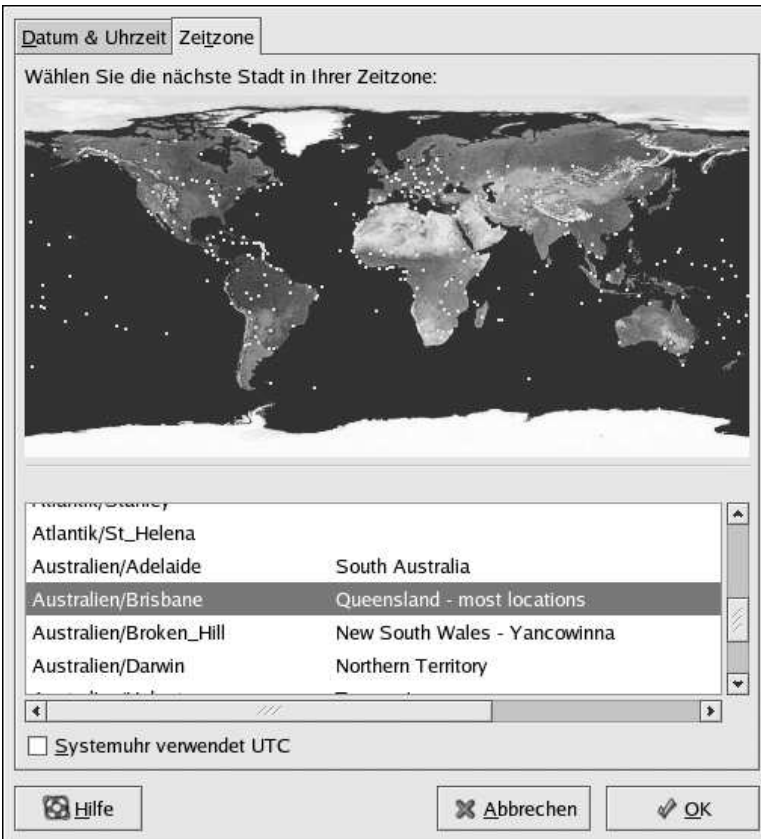 Datum & Uhrzeit Zeitzone
Wählen Sie die nächste Stadt in Ihrer Zeitzone:
Atlantik/Stanley
Atlantik/St_Helena
Australien/Adelaide South Australia
Australien/Brisbane Queensland - most locations
Australien/Broken_Hill New South Wales - Yancowinna
Australien/Darwin Northern Territory
Systemuhr verwendet UTC
Hilfe Abbrechen OK